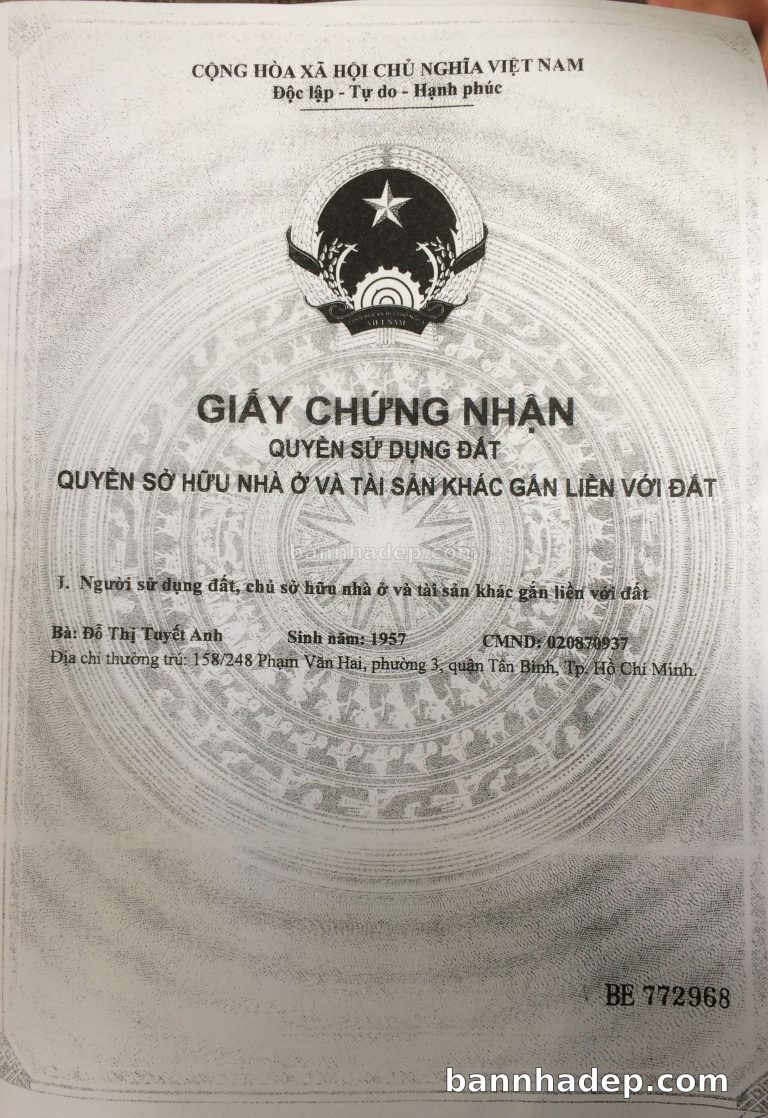 CỘNG HÒA XÃ HỘI CHỦ NGHĨA VIỆT NAM
Độc lập - Tự do - Hạnh phúc
VIỆT NAM
GIẤY CHỨNG NHẬN
QUYỀN SỬ DỤNG ĐẤT
QUYỀN SỞ HỮU NHÀ Ở VÀ TÀI SẢN KHÁC GẮN LIỀN VỚI ĐẤT
bannhadep.com
I. Người sử dụng đất, chủ sở hữu nhà ở và tài sản khác gắn liền với đất
Bà: Đỗ Thị Tuyết Anh Sinh năm: 1957 CMND: 020870937
Địa chỉ thường trú: 158/248 Phạm Văn Hai, phường 3, quận Tân Bình, Tp. Hồ Chí Minh.
BE 772968
bannhadep.com